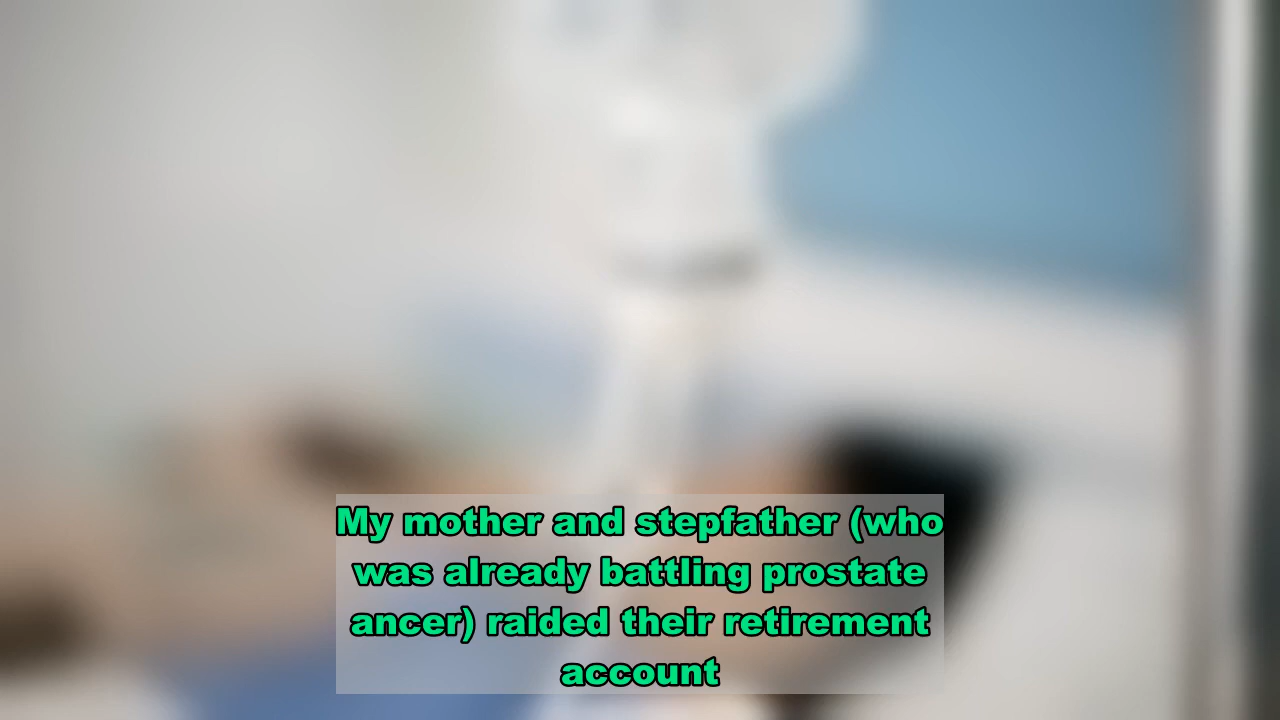 My mother and stepfather (who
was already battling prostate
ancer) raided their retirement
account